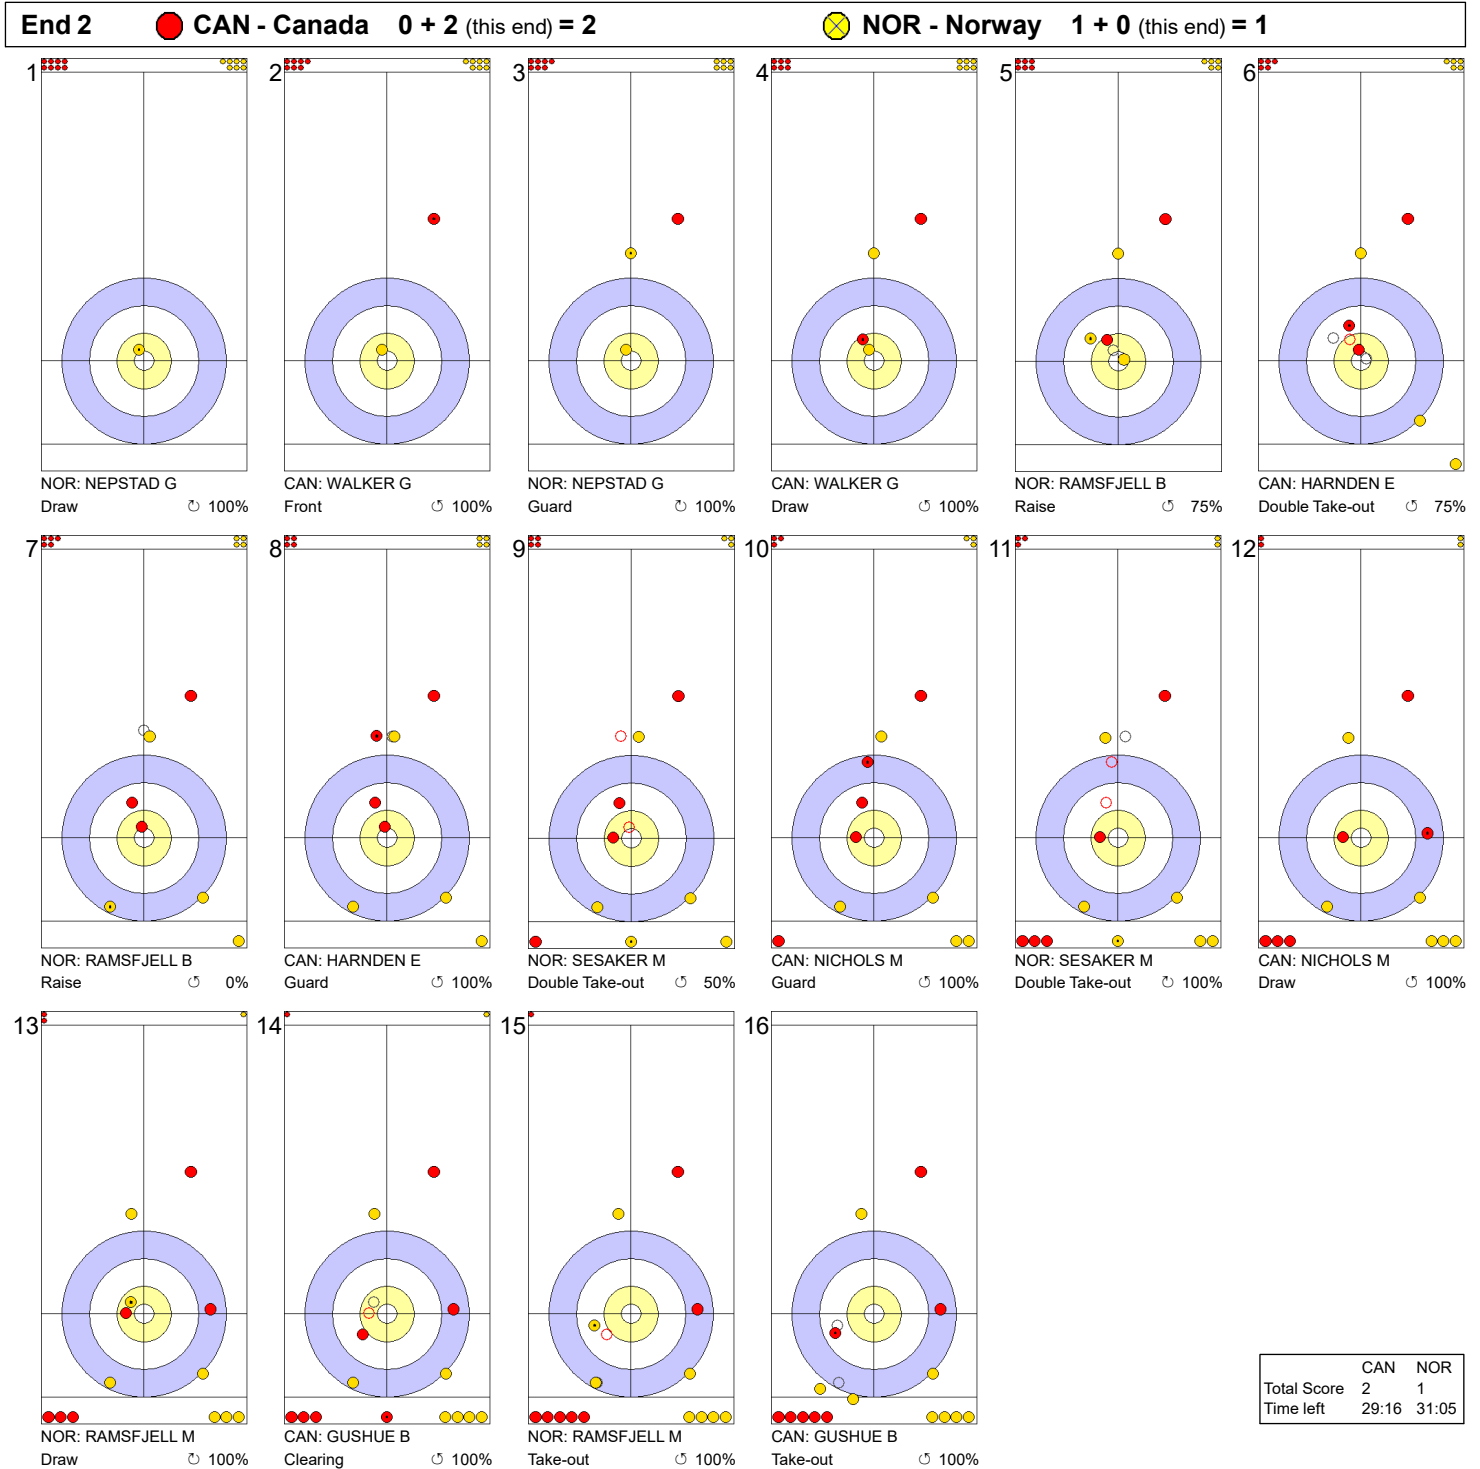 End 2 CAN - Canada 0 + 2 (this end) = 2 NOR - Norway 1 + 0 (this end) = 1
1 2 3 4 5 6
NOR: NEPSTAD G CAN: WALKER G NOR: NEPSTAD G CAN: WALKER G NOR: RAMSFJELL B CAN: HARNDEN E
Draw ↻ 100% Front ↺ 100% Guard ↻ 100% Draw ↺ 100% Raise ↻ 75% Double Take-out ↺ 75%
7 8 9 10 11 12
NOR: RAMSFJELL B CAN: HARNDEN E NOR: SESAKER M CAN: NICHOLS M NOR: SESAKER M CAN: NICHOLS M
Raise ↺ 0% Guard ↺ 100% Double Take-out ↺ 50% Guard ↺ 100% Double Take-out ↻ 100% Draw ↺ 100%
13 14 15 16
NOR: RAMSFJELL M CAN: GUSHUE B NOR: RAMSFJELL M CAN: GUSHUE B
Draw ↻ 100% Clearing ↺ 100% Take-out ↺ 100% Take-out ↺ 100%
CAN NOR
Total Score 2 1
Time left 29:16 31:05